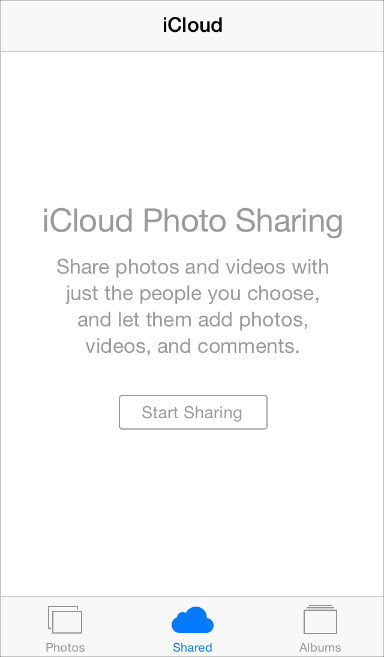 iCloud
iCloud Photo Sharing
Share photos and videos with
just the people you choose,
and let them add photos,
videos, and comments.
Start Sharing
Photos
Shared
Albums